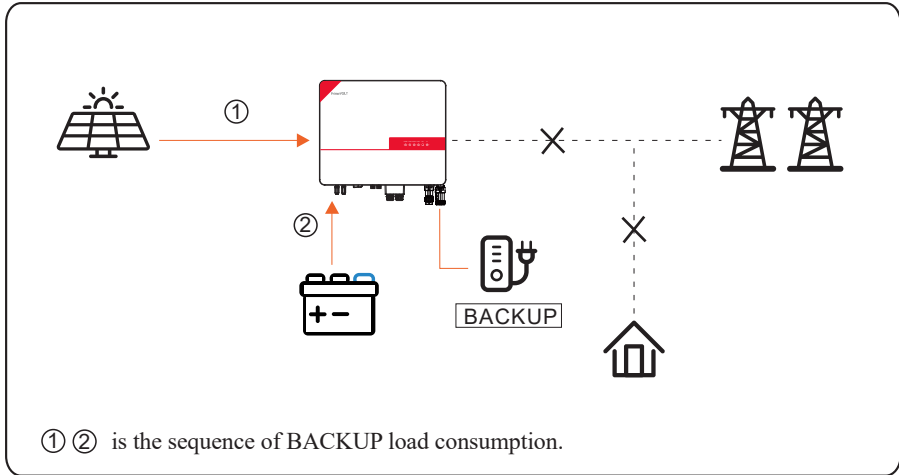 ①
②
+ -
BACKUP
① ② is the sequence of BACKUP load consumption.